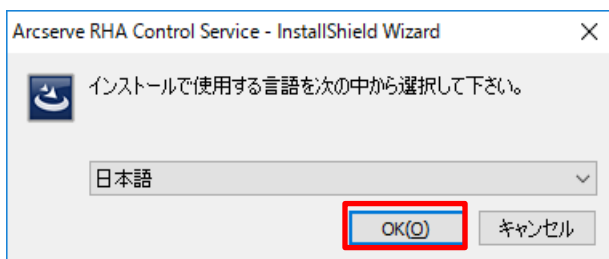 Arcserve RHA Control Service - InstallShield Wizard
インストールで使用する言語を次の中から選択して下さい。
日本語
OK(O) キャンセル